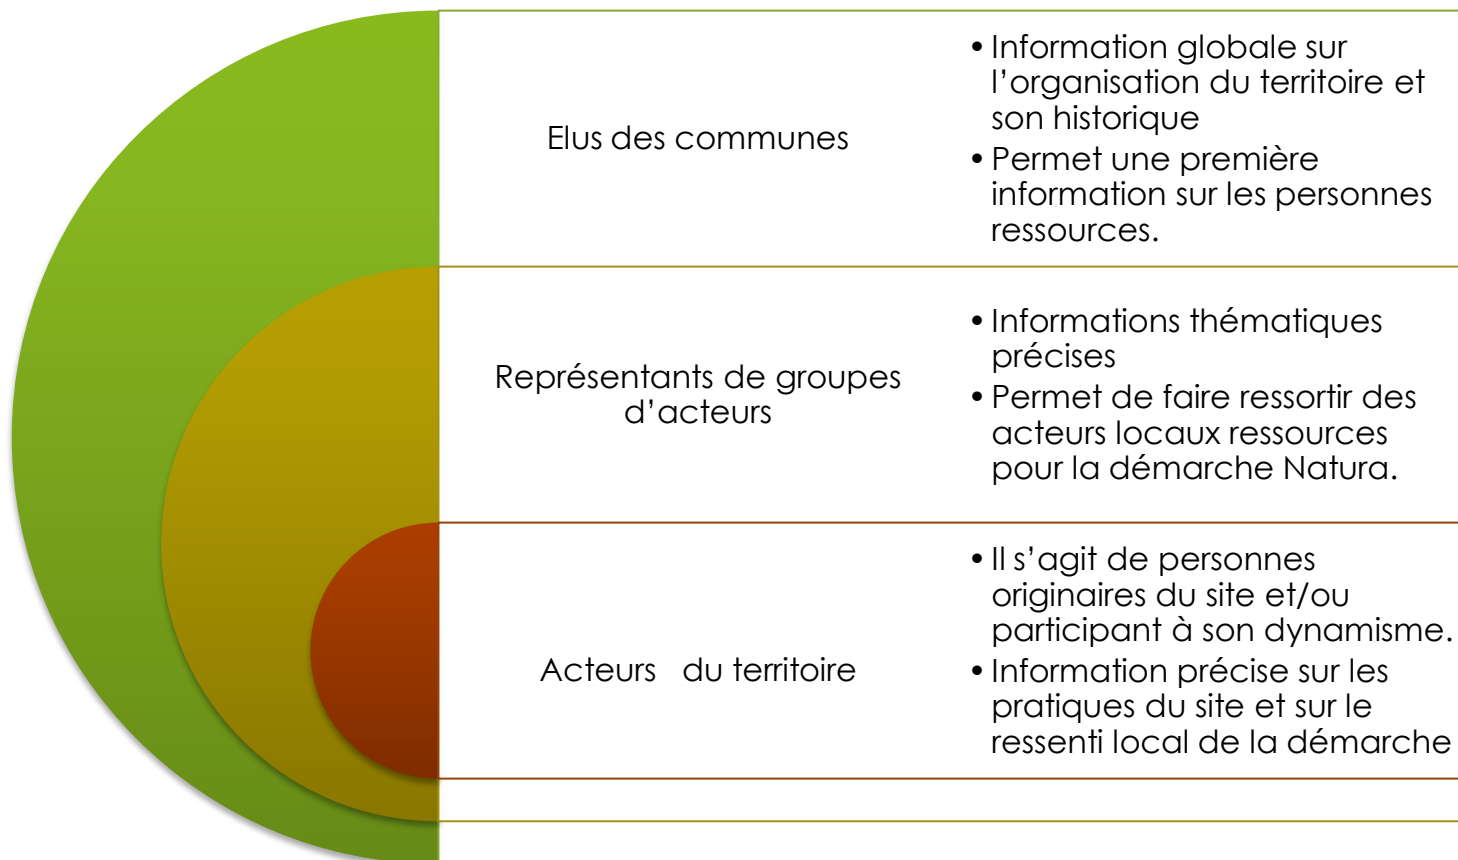 Elus des communes
• Information globale sur
l’organisation du territoire et
son historique
• Permet une première
information sur les personnes
ressources.
Représentants de groupes
d’acteurs
• Informations thématiques
précises
• Permet de faire ressortir des
acteurs locaux ressources
pour la démarche Natura.
Acteurs du territoire
• Il s’agit de personnes
originaires du site et/ou
participant à son dynamisme.
• Information précise sur les
pratiques du site et sur le
ressenti local de la démarche